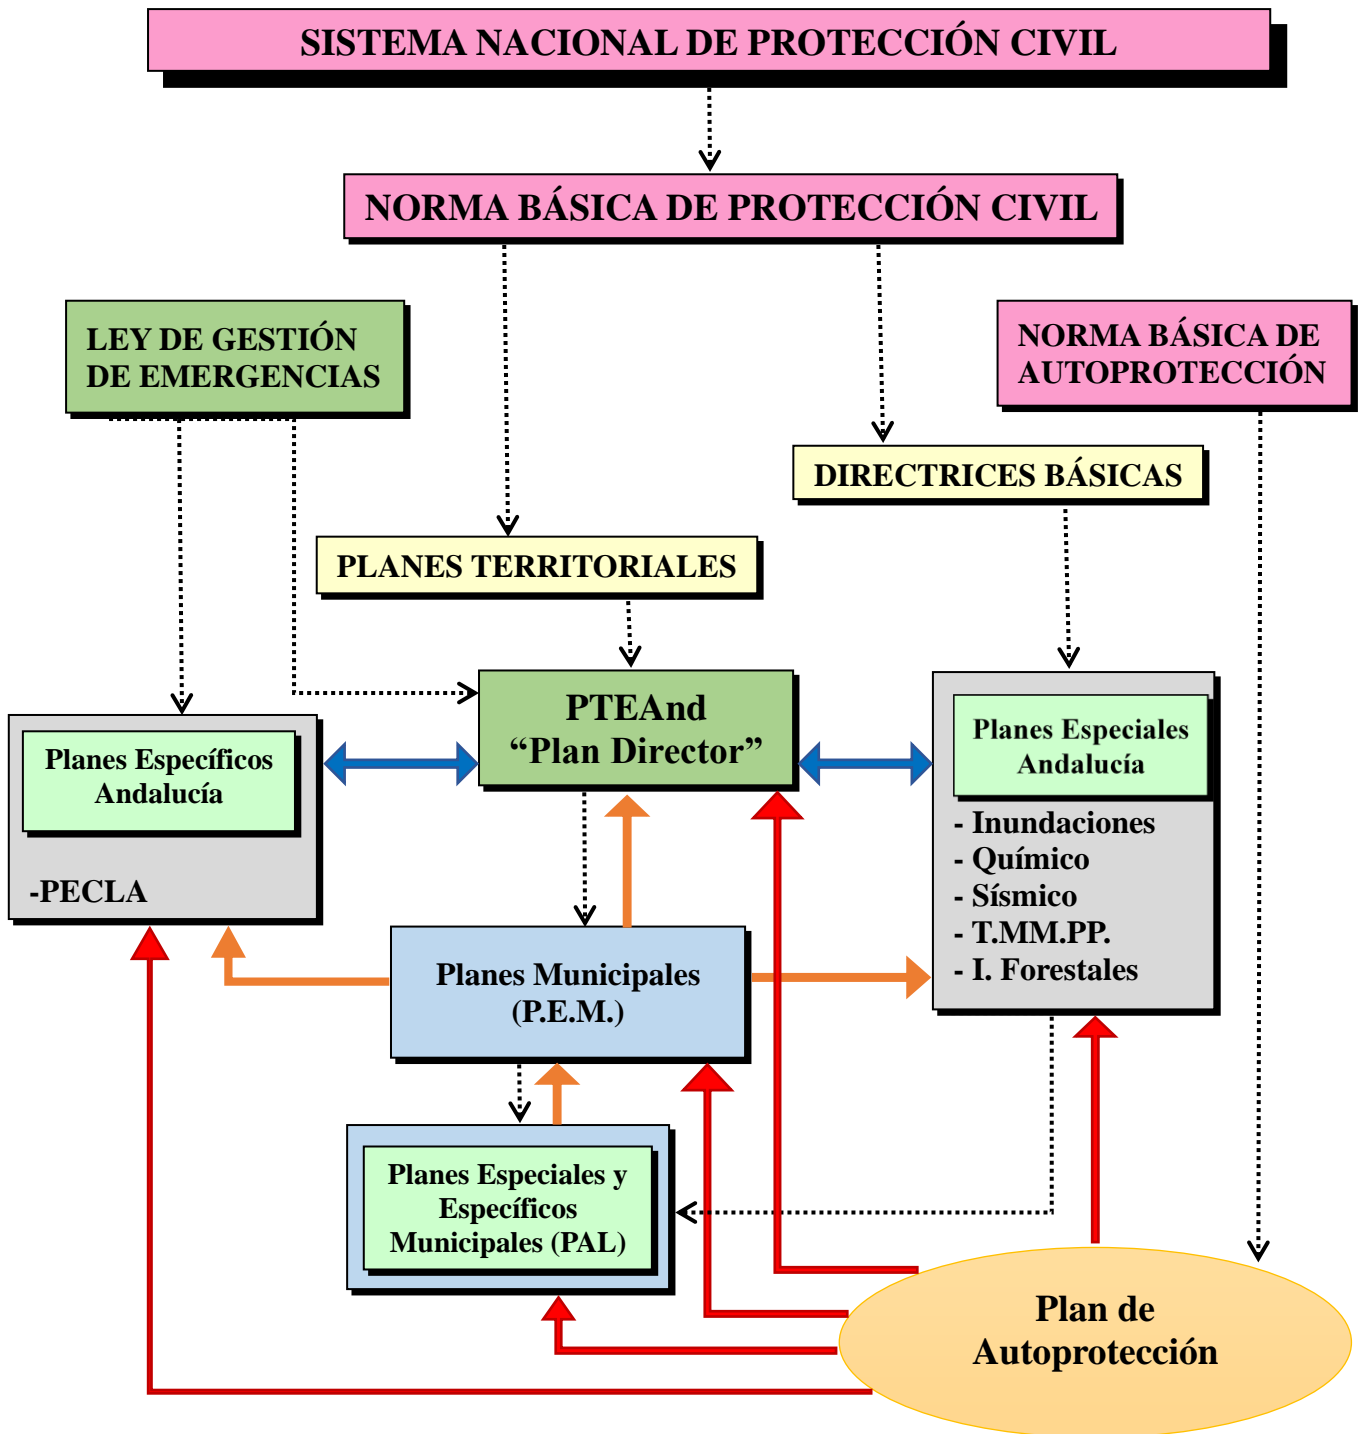 SISTEMA NACIONAL DE PROTECCIÓN CIVIL
NORMA BÁSICA DE PROTECCIÓN CIVIL
LEY DE GESTIÓN
DE EMERGENCIAS
NORMA BÁSICA DE
AUTOPROTECCIÓN
DIRECTRICES BÁSICAS
PLANES TERRITORIALES
PTEAnd
“Plan Director”
Planes Específicos
Andalucía
-PECLA
Planes Especiales
Andalucía
- Inundaciones
- Químico
- Sísmico
- T.MM.PP.
- I. Forestales
Planes Municipales
(P.E.M.)
Planes Especiales y
Específicos
Municipales (PAL)
Plan de
Autoprotección